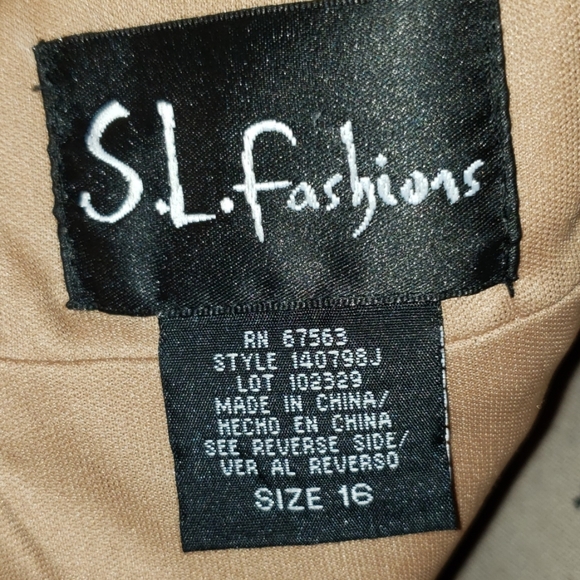 S.L.fashions
RN 67563
STYLE 140798J
LOT 102329
MADE IN CHINA/
HECHO EN CHINA
SEE REVERSE SIDE/
VER AL REVERSO
SIZE 16